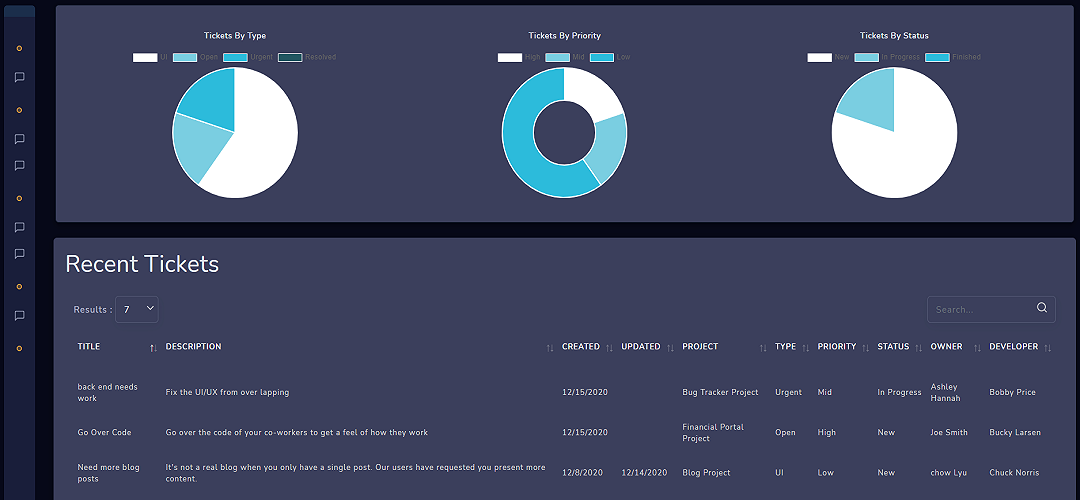 Tickets By Type
UI Open Urgent Resolved
Tickets By Priority
High Mid Low
Tickets By Status
New In Progress Finished
Recent Tickets
Results : 7
Search...
TITLE DESCRIPTION CREATED UPDATED PROJECT TYPE PRIORITY STATUS OWNER DEVELOPER
back end needs
work
Fix the UI/UX from over lapping
12/15/2020
Bug Tracker Project
Urgent
Mid
In Progress
Ashley
Hannah
Bobby Price
Go Over Code
Go over the code of your co-workers to get a feel of how they work
12/15/2020
Financial Portal
Project
Open
High
New
Joe Smith
Bucky Larsen
Need more blog
posts
It's not a real blog when you only have a single post. Our users have requested you present more
content.
12/8/2020
12/14/2020
Blog Project
UI
Low
New
chow Lyu
Chuck Norris